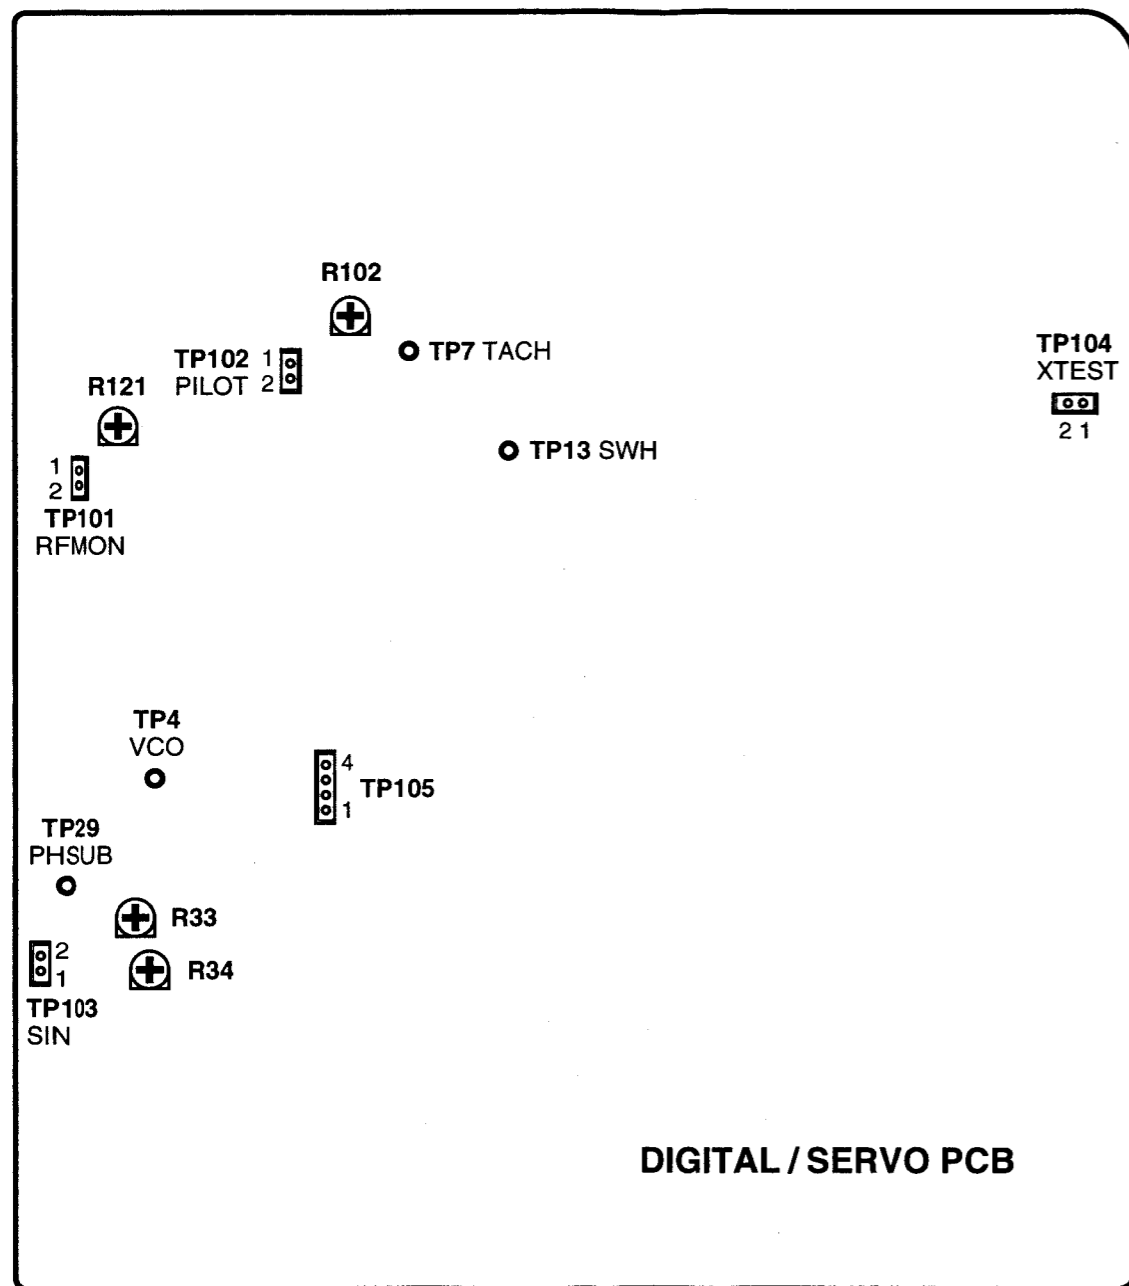 R102
TP102 1
PILOT 2
TP7 TACH
TP104
XTEST
2 1
R121
TP13 SWH
1
2
TP101
RFMON
TP4
VCO
4
TP105
1
TP29
PHSUB
R33
2
1
R34
TP103
SIN
DIGITAL / SERVO PCB